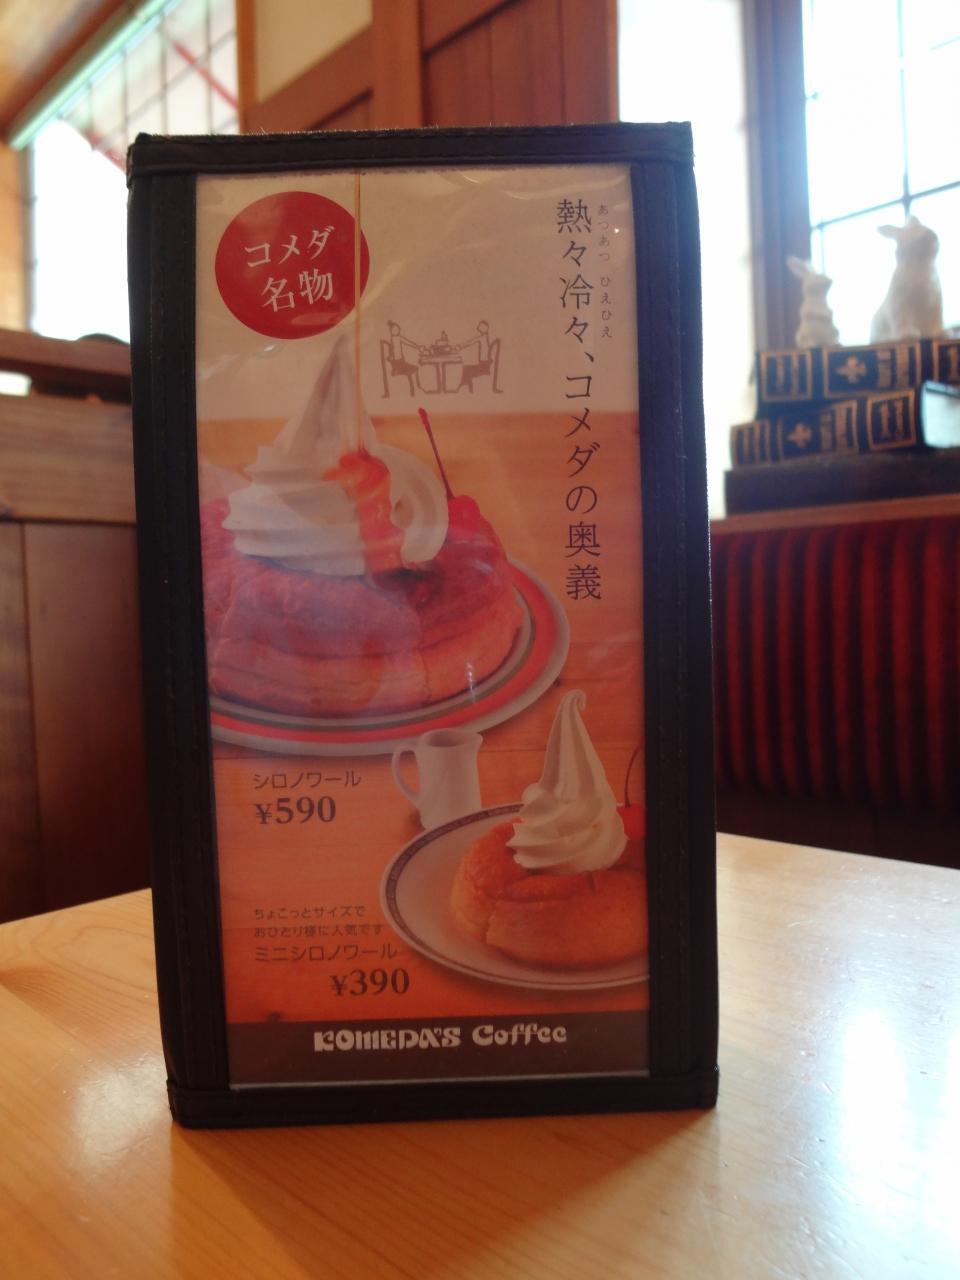 コメダ
名物
熱々冷々、コメダの奥義
あつあつ ひえひえ
シロノワール
¥590
ちょこっとサイズで
おひとり様に人気です
ミニシロノワール
¥390
KOMEDA'S Coffee